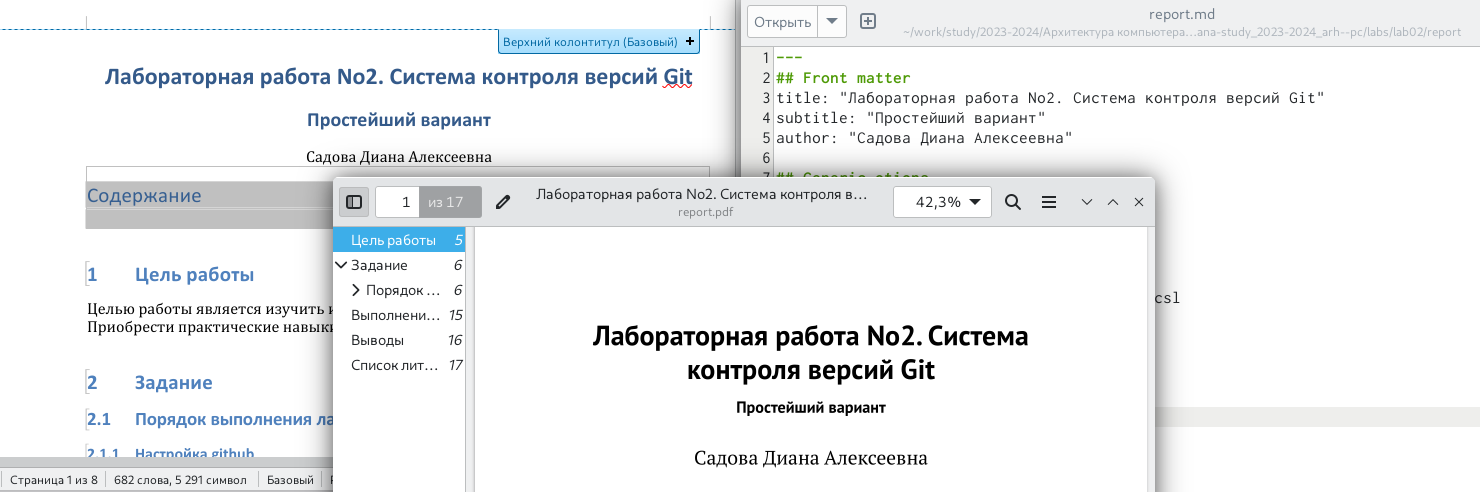 Верхний колонтитул (Базовый) +
Лабораторная работа No2. Система контроля версий Git
Простейший вариант
Садова Диана Алексеевна
Содержание
1 Цель работы
Целью работы является изучить
Приобрести практические навыки
2 Задание
2.1 Порядок выполнения ла
2.1.1 Настройка github
Страница 1 из 8 682 слова, 5 291 символ Базовый
Открыть
report.md
~/work/study/2023-2024/Архитектура компьютера…ana-study_2023-2024_arh--pc/labs/lab02/report
1 ---
2 ## Front matter
3 title: "Лабораторная работа No2. Система контроля версий Git"
4 subtitle: "Простейший вариант"
5 author: "Садова Диана Алексеевна"
6
7 ## Generic otions
csl
1 из 17
Лабораторная работа No2. Система контроля в…
report.pdf
42,3%
Цель работы 5
Задание 6
Порядок … 6
Выполнени… 15
Выводы 16
Список лит… 17
Лабораторная работа No2. Система
контроля версий Git
Простейший вариант
Садова Диана Алексеевна